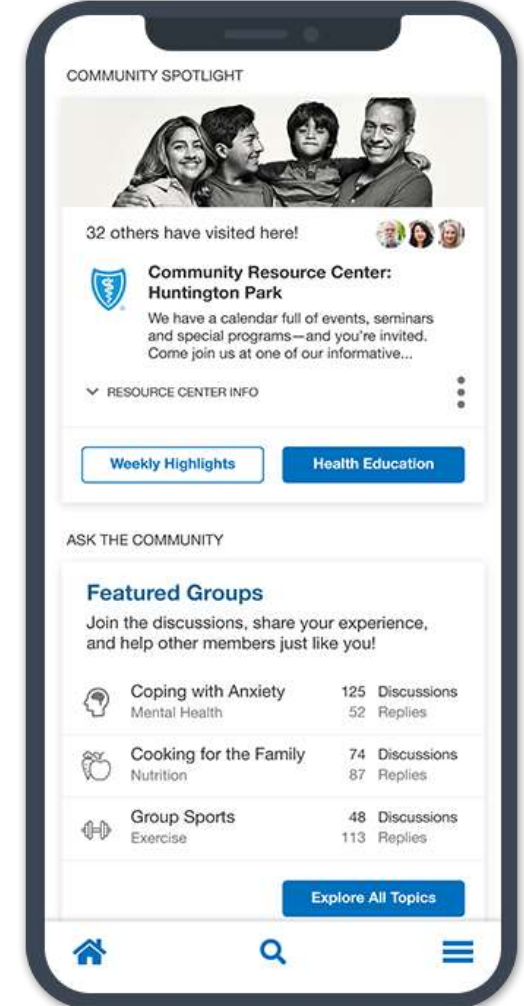 COMMUNITY SPOTLIGHT
32 others have visited here!
Community Resource Center:
Huntington Park
We have a calendar full of events, seminars
and special programs—and you're invited.
Come join us at one of our informative...
RESOURCE CENTER INFO
Weekly Highlights
Health Education
ASK THE COMMUNITY
Featured Groups
Join the discussions, share your experience,
and help other members just like you!
Coping with Anxiety 125 Discussions
Mental Health 52 Replies
Cooking for the Family 74 Discussions
Nutrition 87 Replies
Group Sports 48 Discussions
Exercise 113 Replies
Explore All Topics